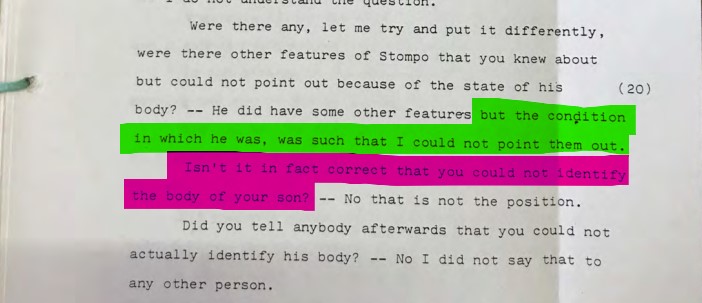 I do not understand the question.
Were there any, let me try and put it differently,
were there other features of Stompo that you knew about
but could not point out because of the state of his (20)
body? -- He did have some other features but the condition
in which he was, was such that I could not point them out.
Isn't it in fact correct that you could not identify
the body of your son? -- No that is not the position.
Did you tell anybody afterwards that you could not
actually identify his body? -- No I did not say that to
any other person.